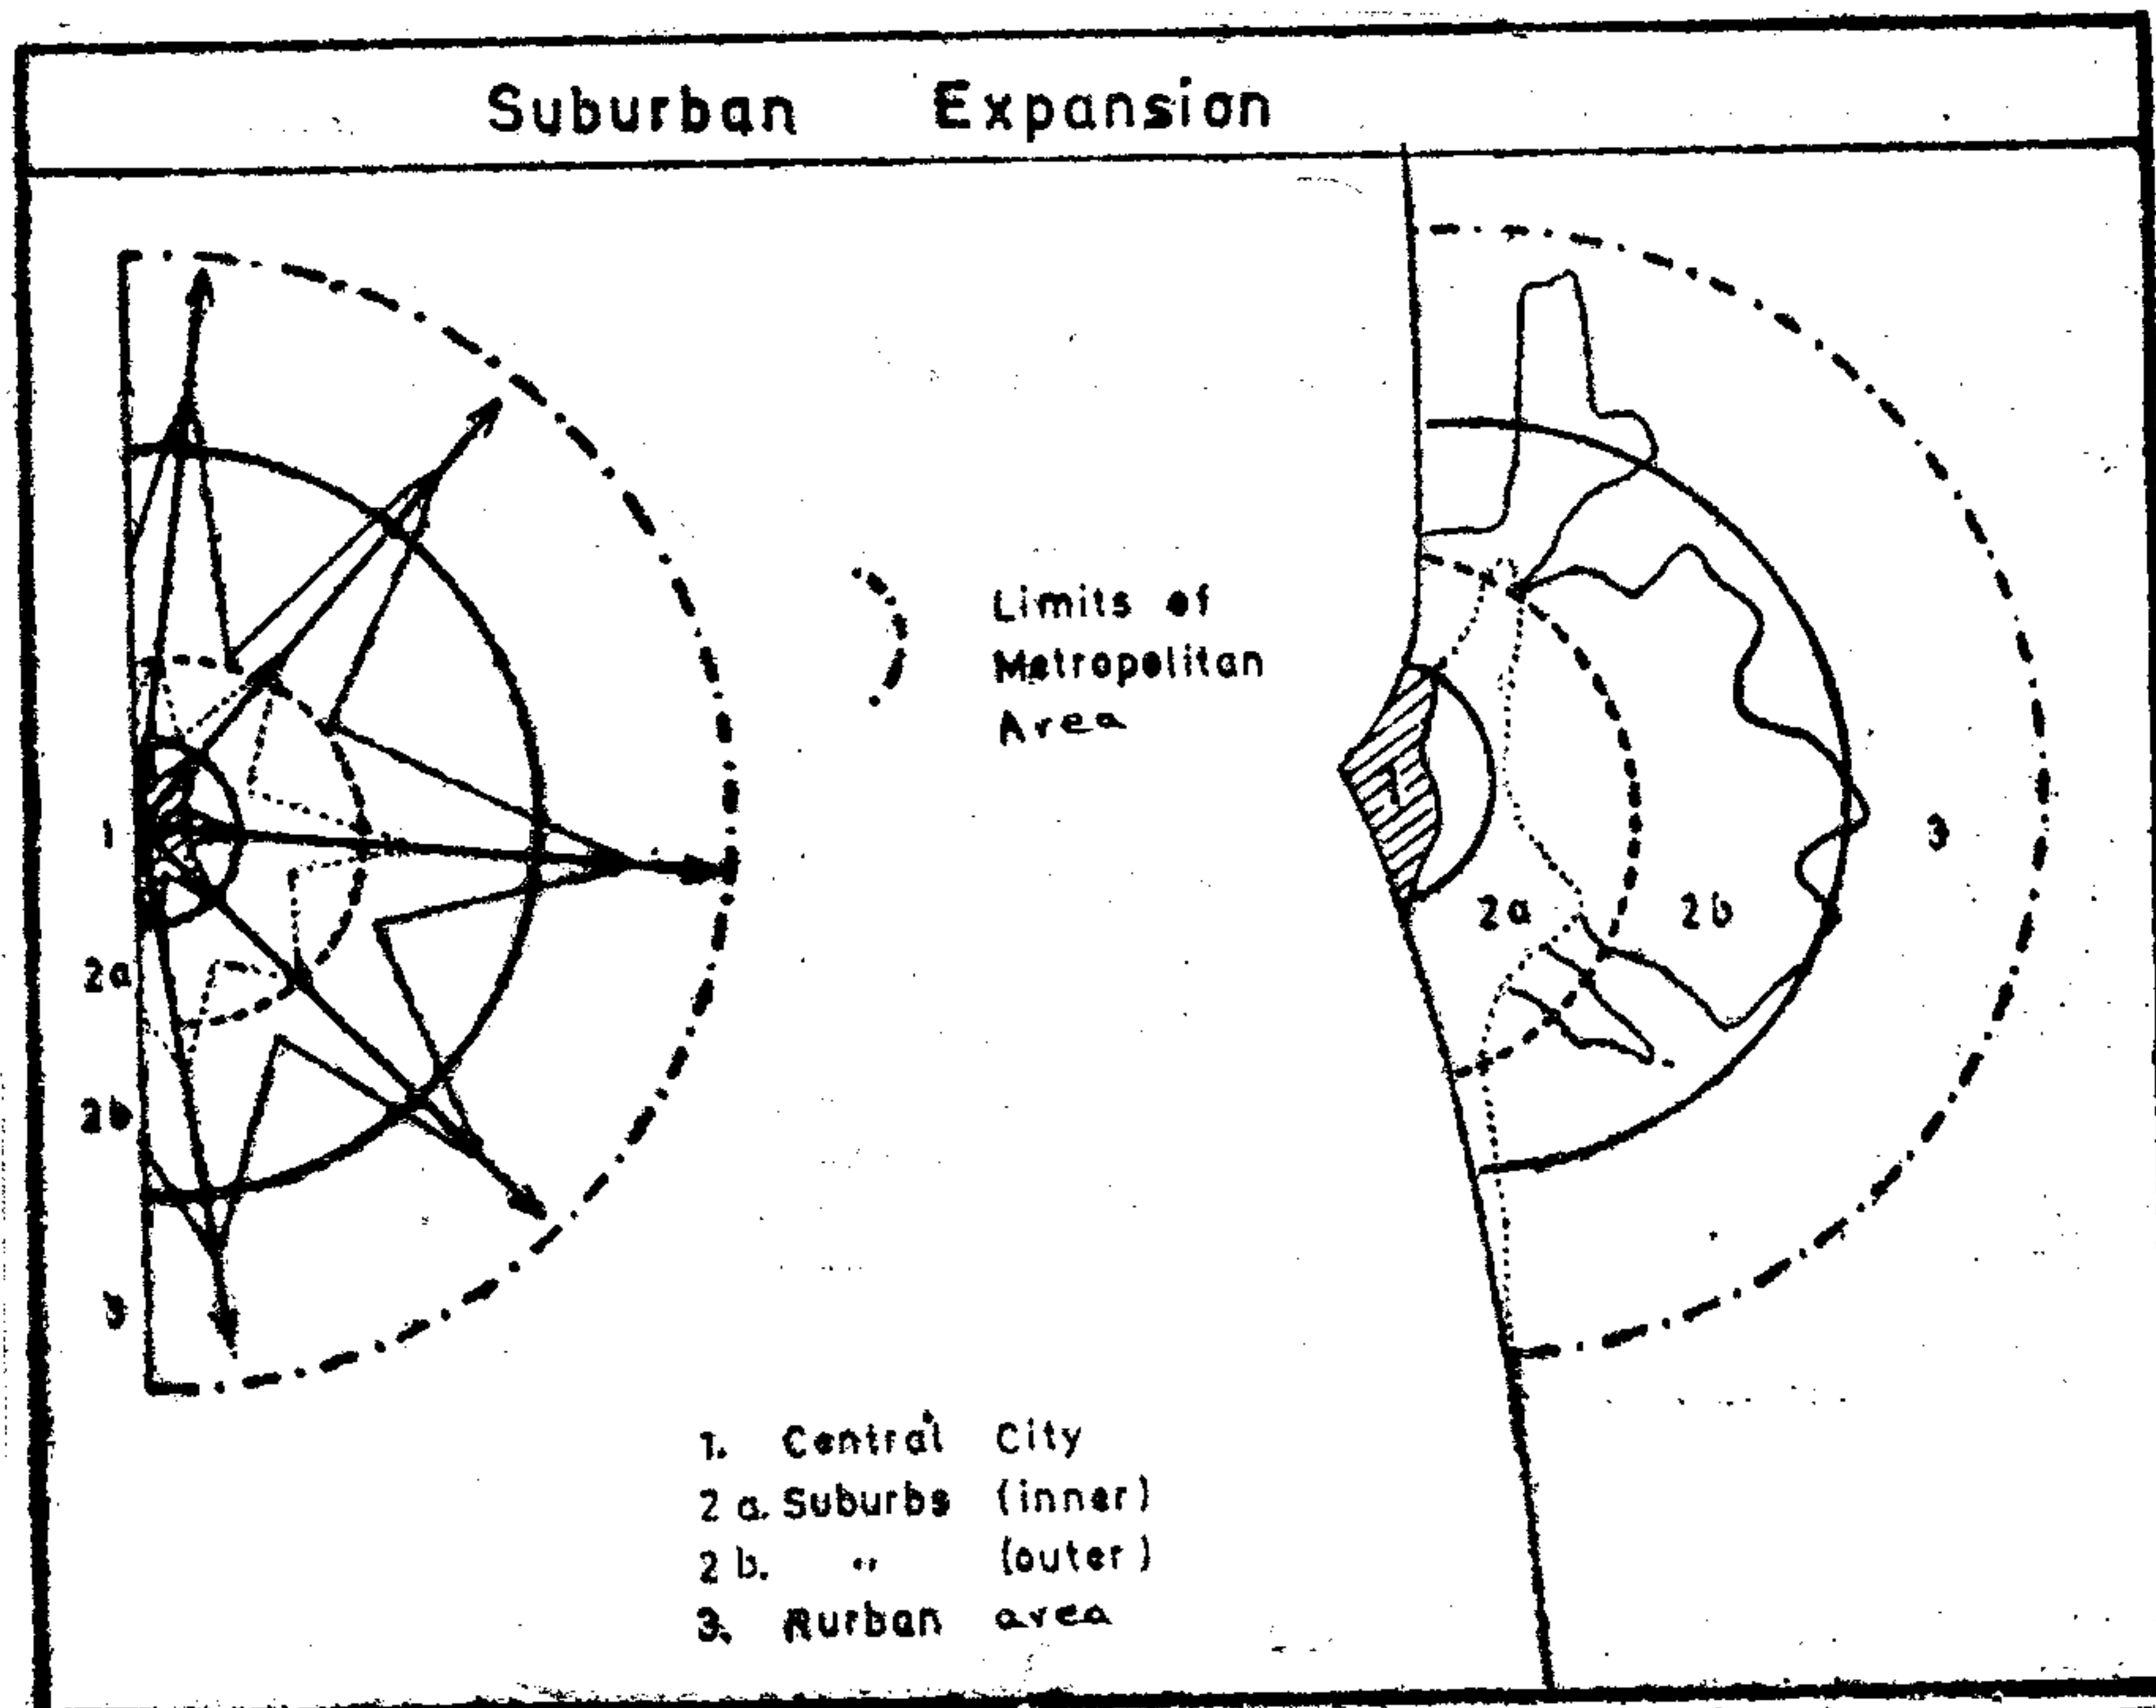 Suburban Expansion
Limits of
Metropolitan
Area
1
2a
2b
3
2a
2b
3
1. Central City
2 a. Suburbs (inner)
2 b. " (outer)
3. Rurban area